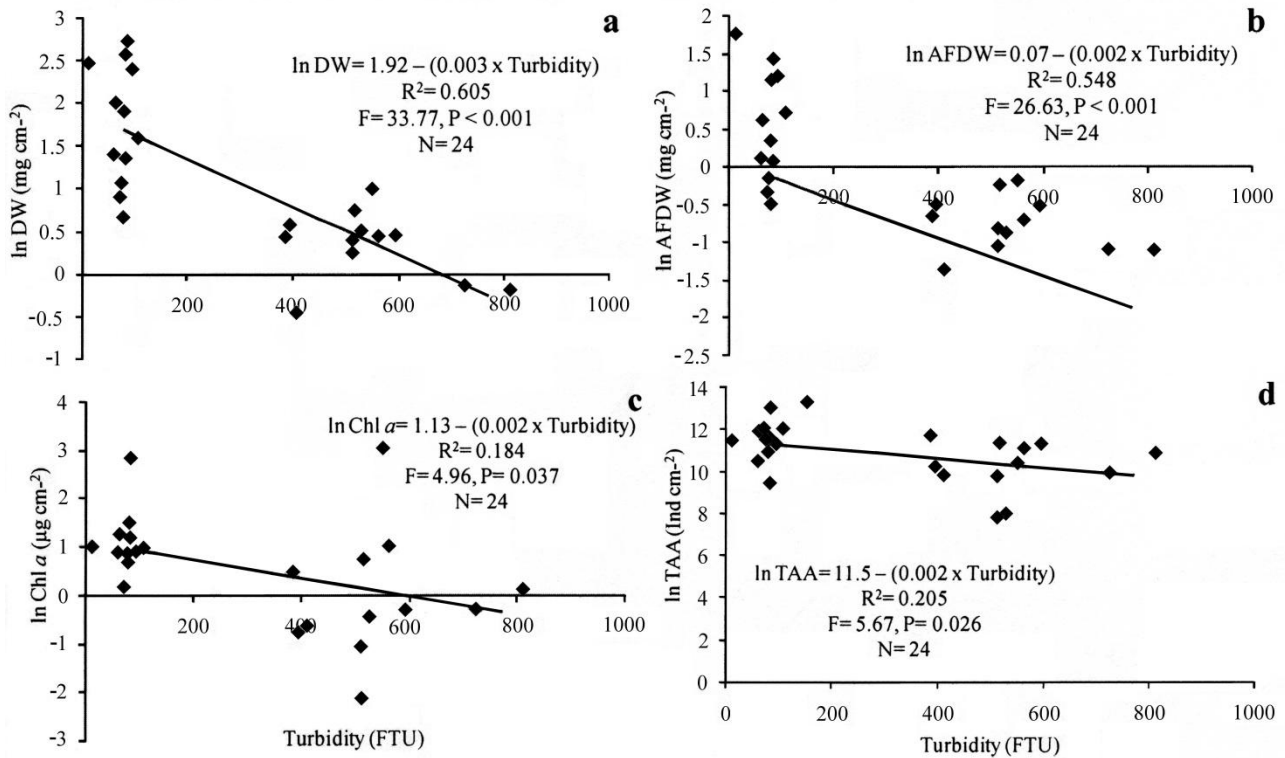 a
ln DW= 1.92 – (0.003 x Turbidity)
R²= 0.605
F= 33.77, P < 0.001
N= 24
ln DW (mg cm⁻²)
3
2.5
2
1.5
1
0.5
0
-0.5
-1
200
400
600
800
1000
b
ln AFDW= 0.07 – (0.002 x Turbidity)
R²= 0.548
F= 26.63, P < 0.001
N= 24
ln AFDW (mg cm⁻²)
2
1.5
1
0.5
0
-0.5
-1
-1.5
-2
-2.5
200
400
600
800
1000
c
ln Chl a= 1.13 – (0.002 x Turbidity)
R²= 0.184
F= 4.96, P= 0.037
N= 24
ln Chl a (µg cm⁻²)
4
3
2
1
0
-1
-2
-3
200
400
600
800
1000
Turbidity (FTU)
d
ln TAA= 11.5 – (0.002 x Turbidity)
R²= 0.205
F= 5.67, P= 0.026
N= 24
ln TAA (Ind cm⁻²)
14
12
10
8
6
4
2
0
0
200
400
600
800
1000
Turbidity (FTU)